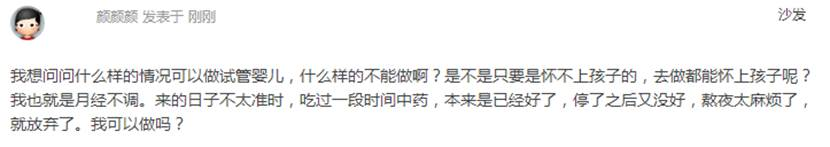 颜颜颜 发表于 刚刚
沙发
我想问问什么样的情况可以做试管婴儿，什么样的不能做啊？是不是只要是怀不上孩子的，去做都能怀上孩子呢？
我也就是月经不调。来的日子不太准时，吃过一段时间中药，本来是已经好了，停了之后又没好，熬夜太麻烦了，
就放弃了。我可以做吗？